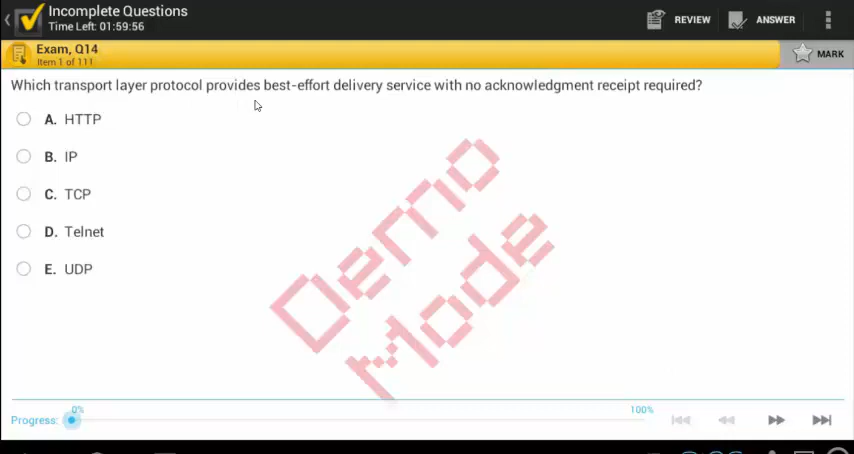 Incomplete Questions
Time Left: 01:59:56
REVIEW
ANSWER
Exam, Q14
Item 1 of 111
MARK
Which transport layer protocol provides best-effort delivery service with no acknowledgment receipt required?
A. HTTP
B. IP
C. TCP
D. Telnet
E. UDP
Demo
Mode
0%
100%
Progress: